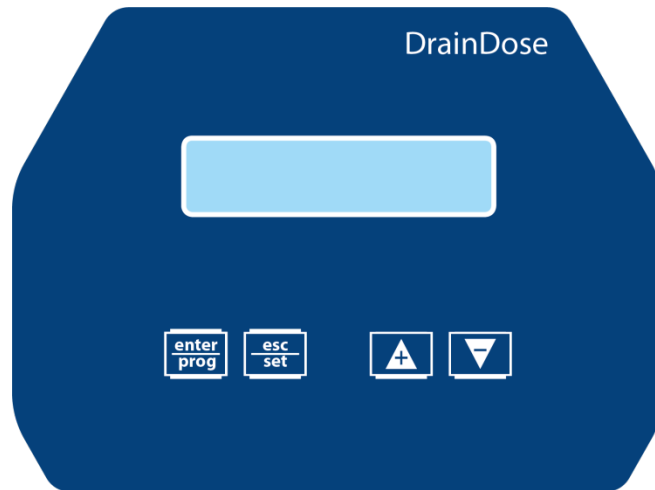 DrainDose
enter esc + −
prog set